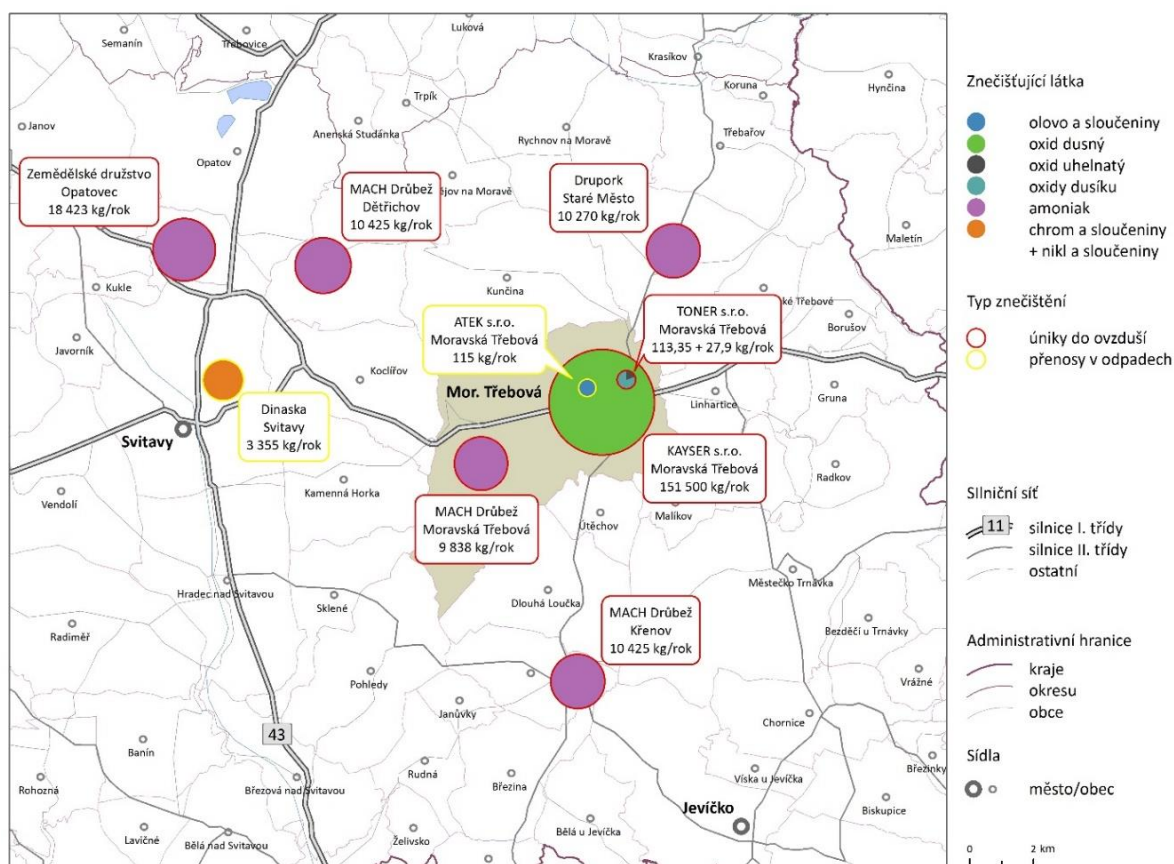 Semanín
Třebovice
Luková
Krasíkov
Hynčina
Koruna
Trpík
Janov
Anenská Studánka
Rychnov na Moravě
Třebařov
Opatov
Zemědělské družstvo
Opatovec
18 423 kg/rok
MACH Drůbež
Dětřichov
10 425 kg/rok
ějov na Moravě
Drupork
Staré Město
10 270 kg/rok
Maletín
Kukle
Kunčina
ké Třebové
Borušov
ATEK s.r.o.
Moravská Třebová
115 kg/rok
TONER s.r.o.
Moravská Třebová
113,35 + 27,9 kg/rok
Javorník
Koclířov
Mor. Třebová
Linhartice
Gruna
Dinaska
Svitavy
3 355 kg/rok
Svitavy
KAYSER s.r.o.
Moravská Třebová
151 500 kg/rok
Radkov
Vendolí
Kamenná Horka
MACH Drůbež
Moravská Třebová
9 838 kg/rok
Útěchov
Malíkov
Městečko Trnávka
Hradec nad Svitavou
Sklené
Dlouhá Loučka
Radiměř
MACH Drůbež
Křenov
10 425 kg/rok
Bezděčí u Trnávky
Pohledy
Vrážné
Janůvky
Chornice
43
Banín
Rudná
Březinky
Rohozná
Březová nad Svitavou
Březina
Víska u Jevíčka
Jevíčko
Biskupice
Lavičné
Bělá nad Svitavou
Želivsko
Bělá u Jevíčka
Znečišťující látka
olovo a sloučeniny
oxid dusný
oxid uhelnatý
oxidy dusíku
amoniak
chrom a sloučeniny
+ nikl a sloučeniny
Typ znečištění
úniky do ovzduší
přenosy v odpadech
Silniční síť
11
silnice I. třídy
silnice II. třídy
ostatní
Administrativní hranice
kraje
okresu
obce
Sídla
město/obec
0 2 km